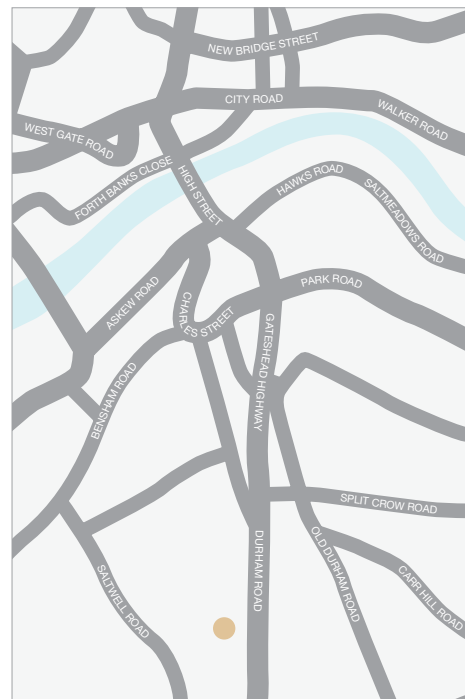 NEW BRIDGE STREET
CITY ROAD
WALKER ROAD
WEST GATE ROAD
FORTH BANKS CLOSE
HIGH STREET
HAWKS ROAD
SALTMEADOWS ROAD
ASKEW ROAD
CHARLES STREET
PARK ROAD
GATESHEAD HIGHWAY
BENSHAM ROAD
SPLIT CROW ROAD
DURHAM ROAD
OLD DURHAM ROAD
CARR HILL ROAD
SALTWELL ROAD